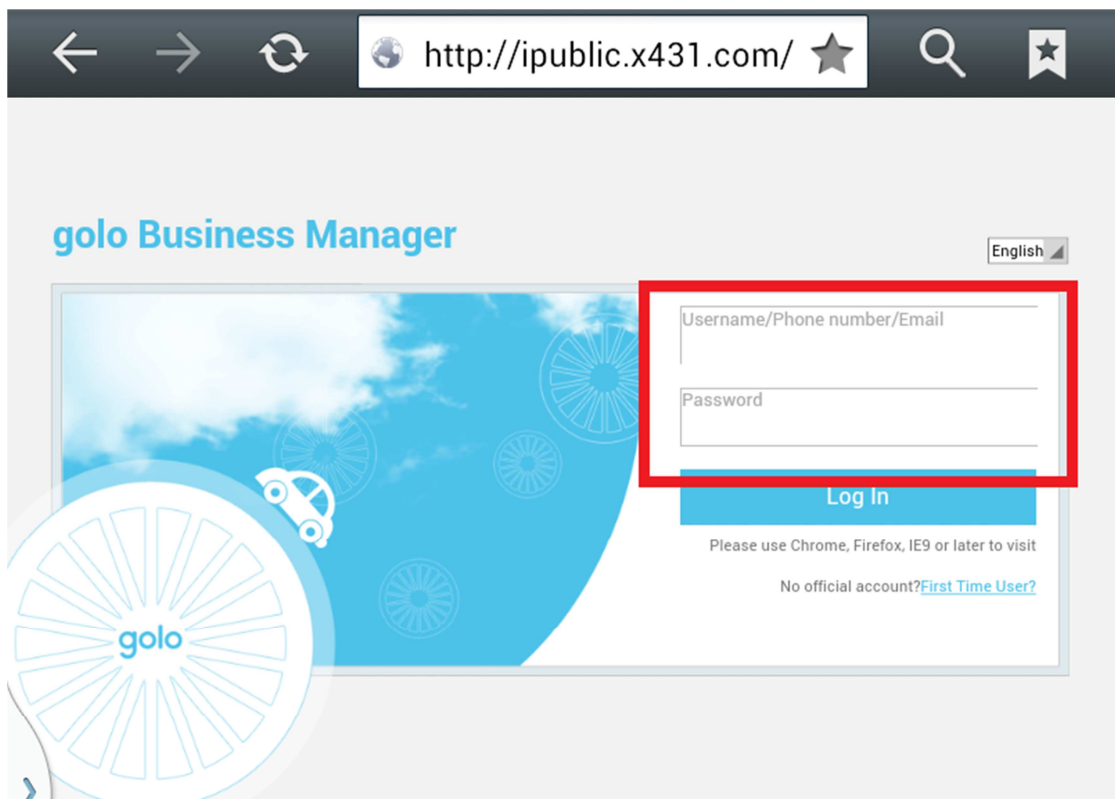 http://ipublic.x431.com/
golo Business Manager
English
Username/Phone number/Email
Password
Log In
Please use Chrome, Firefox, IE9 or later to visit
No official account?First Time User?
golo